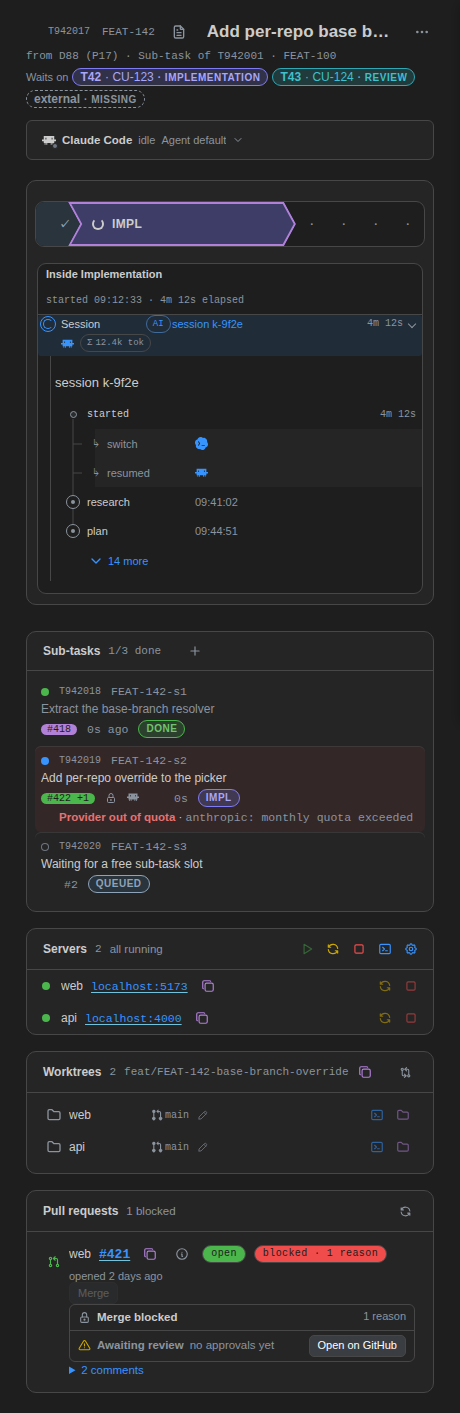 T942017 FEAT-142 Add per-repo base b… ···
from D88 (P17) · Sub-task of T942001 · FEAT-100
Waits on T42 · CU-123 · IMPLEMENTATION T43 · CU-124 · REVIEW
external · MISSING
Claude Code idle Agent default
✓ IMPL · · · ·
Inside Implementation
started 09:12:33 · 4m 12s elapsed
Session AI session k-9f2e 4m 12s
Σ 12.4k tok
session k-9f2e
started 4m 12s
↳ switch
↳ resumed
research 09:41:02
plan 09:44:51
14 more
Sub-tasks 1/3 done +
T942018 FEAT-142-s1
Extract the base-branch resolver
#418 0s ago DONE
T942019 FEAT-142-s2
Add per-repo override to the picker
#422 +1 0s IMPL
Provider out of quota · anthropic: monthly quota exceeded
T942020 FEAT-142-s3
Waiting for a free sub-task slot
#2 QUEUED
Servers 2 all running
web localhost:5173
api localhost:4000
Worktrees 2 feat/FEAT-142-base-branch-override
web main
api main
Pull requests 1 blocked
web #421 open blocked · 1 reason
opened 2 days ago
Merge
Merge blocked 1 reason
Awaiting review no approvals yet Open on GitHub
2 comments